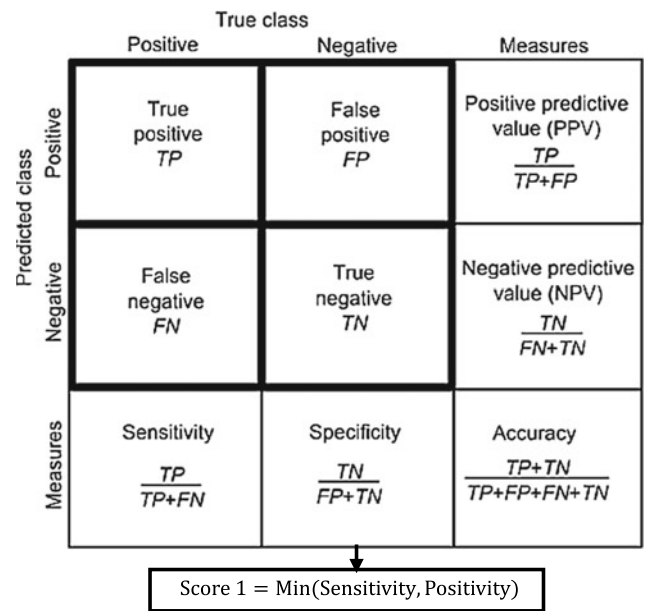 True class
Positive Negative Measures
Predicted class
Positive
True
positive
TP
False
positive
FP
Positive predictive
value (PPV)
TP
TP+FP
Negative
False
negative
FN
True
negative
TN
Negative predictive
value (NPV)
TN
FN+TN
Measures
Sensitivity
TP
TP+FN
Specificity
TN
FP+TN
Accuracy
TP+TN
TP+FP+FN+TN
Score 1 = Min(Sensitivity, Positivity)